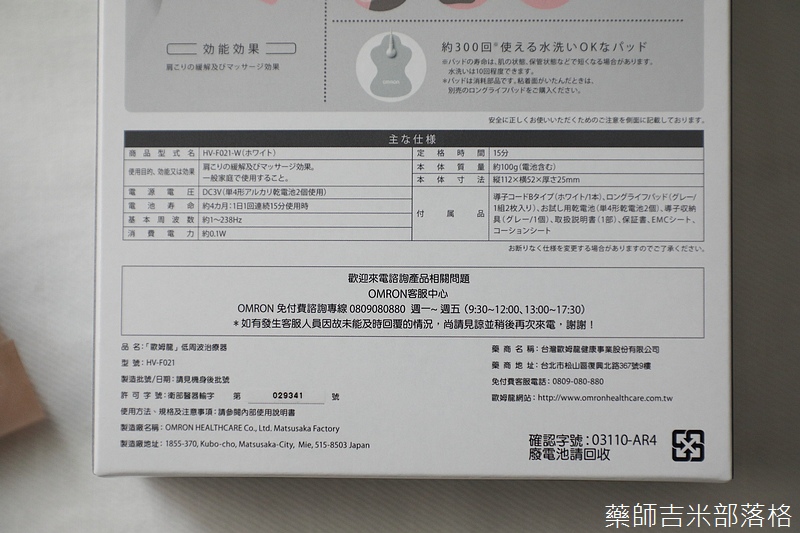 効能効果
肩こりの緩解及びマッサージ効果
約300回※使える水洗いOKなパッド
※パッドの寿命は、肌の状態、保管状態などで短くなる場合があります。
水洗いは10回程度できます。
※パッドは消耗部品です。粘着面がいたんだときは、
別売のロングライフパッドをご購入ください。
OMRON
安全に正しくお使いいただくためのご注意を側面に記載しております。
主な仕様
商品型式名 HV-F021-W(ホワイト)
使用目的、効能又は効果 肩こりの緩解及びマッサージ効果。
一般家庭で使用すること。
電源電圧 DC3V(単4形アルカリ乾電池2個使用)
電池寿命 約4カ月:1日1回連続15分使用時
基本周波数 約1〜238Hz
消費電力 約0.1W
定格時間 15分
本体質量 約100g(電池含む)
本体寸法 縦112×横52×厚さ25mm
付属品 導子コードBタイプ(ホワイト/1本)、ロングライフパッド(グレー/
1組2枚入り)、お試し用乾電池(単4形乾電池2個)、導子収納
具(グレー/1個)、取扱説明書(1部)、保証書、EMCシート、
コーションシート
お断りなく仕様を変更する場合がありますのでご了承ください。
歡迎來電諮詢產品相關問題
OMRON客服中心
OMRON 免付費諮詢專線 0809080880 週一~ 週五 (9:30~12:00、13:00~17:30)
*如有發生客服人員因故未能及時回覆的情況,尚請見諒並稍後再次來電,謝謝!
品名:「歐姆龍」低周波治療器
型號:HV-F021
製造批號/日期:請見機身後批號
許可字號:衛部醫器輸字 第 029341 號
使用方法、規格及注意事項:請參閱內部使用說明書
製造廠名稱:OMRON HEALTHCARE Co., Ltd. Matsusaka Factory
製造廠地址:1855-370, Kubo-cho, Matsusaka-City, Mie, 515-8503 Japan
藥商名稱:台灣歐姆龍健康事業股份有限公司
藥商地址:台北市松山區復興北路367號9樓
免付費客服電話:0809-080-880
歐姆龍網站:http://www.omronhealthcare.com.tw
確認字號:03110-AR4
廢電池請回收
藥師吉米部落格